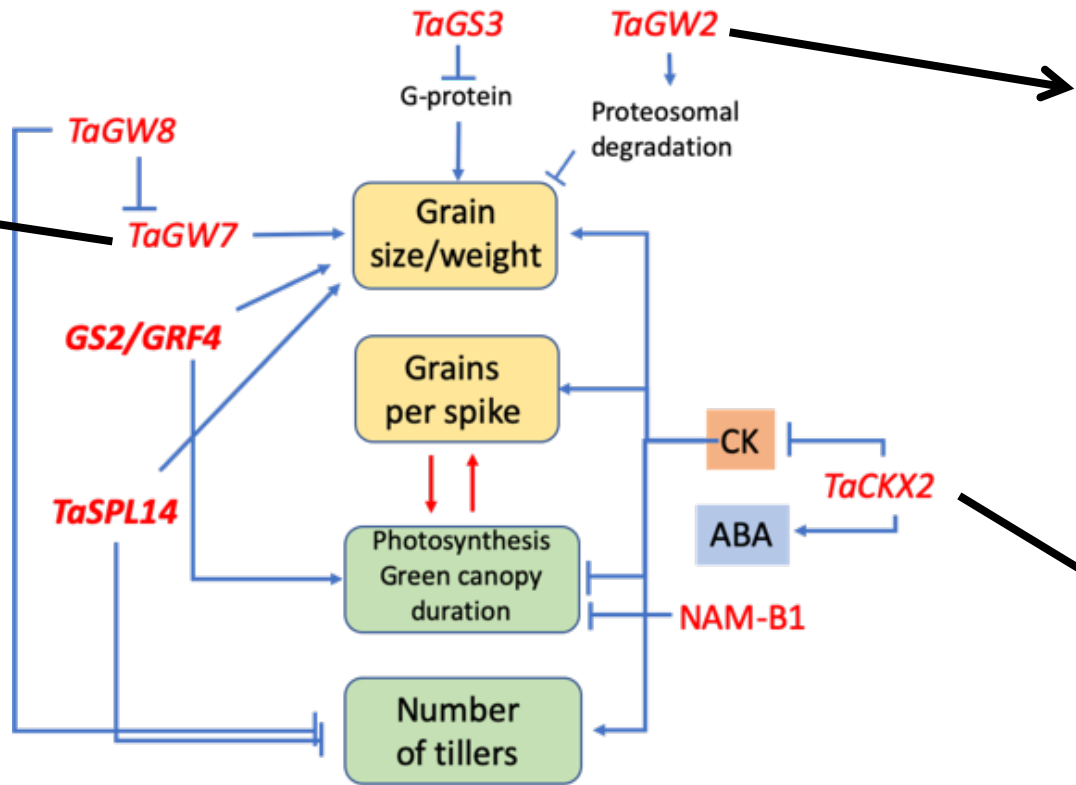 TaGS3
TaGW2
G-protein
Proteosomal
degradation
TaGW8
TaGW7
Grain
size/weight
GS2/GRF4
Grains
per spike
CK
TaCKX2
TaSPL14
ABA
Photosynthesis
Green canopy
duration
NAM-B1
Number
of tillers